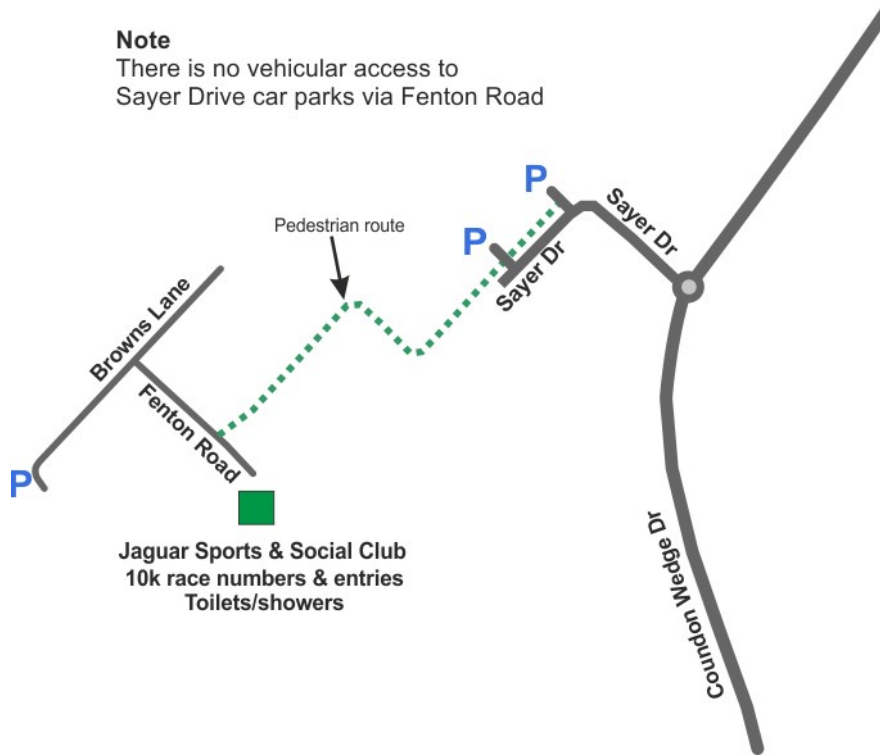 Note
There is no vehicular access to
Sayer Drive car parks via Fenton Road
P
Sayer Dr
Pedestrian route
P
Sayer Dr
Browns Lane
Fenton Road
P
Jaguar Sports & Social Club
10k race numbers & entries
Toilets/showers
Coundon Wedge Dr